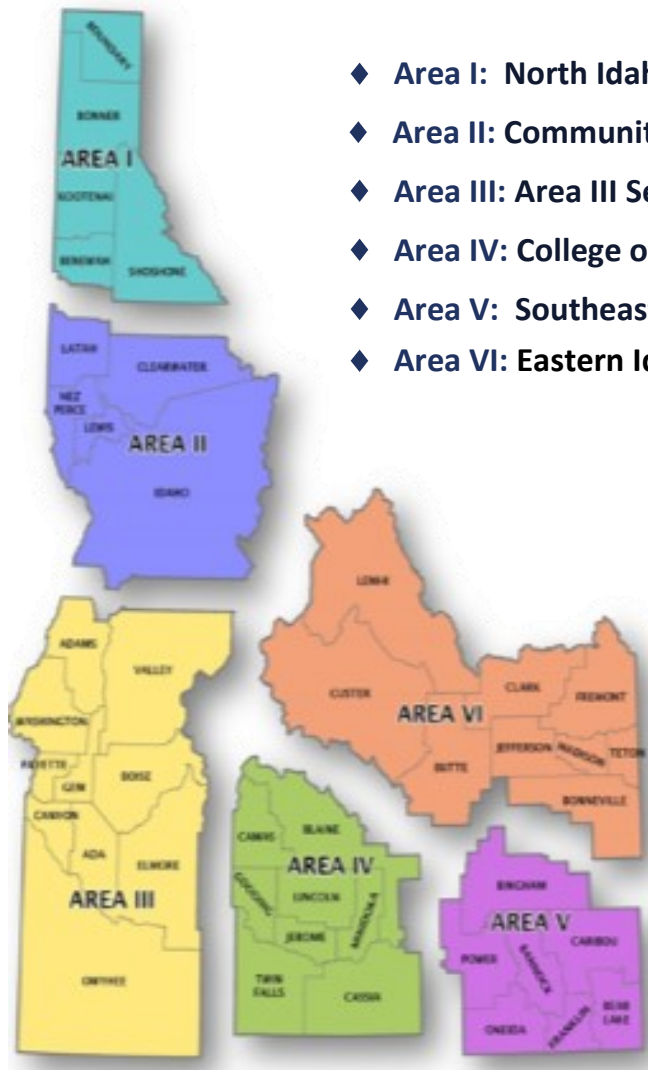 ♦ Area I: North Idah
♦ Area II: Communit
♦ Area III: Area III Se
♦ Area IV: College o
♦ Area V: Southeas
♦ Area VI: Eastern Id
BOUNDARY
BONNER
AREA I
KOOTENAI
BENEWAH
SHOSHONE
LATAH
CLEARWATER
NEZ
PERCE
LEWIS
AREA II
IDAHO
LEMHI
CUSTER
CLARK
FREMONT
AREA VI
JEFFERSON
MADISON
TETON
BUTTE
BONNEVILLE
ADAMS
VALLEY
WASHINGTON
PAYETTE
GEM
BOISE
CANYON
ADA
ELMORE
AREA III
OWYHEE
CAMAS
BLAINE
AREA IV
GOODING
LINCOLN
MINIDOKA
JEROME
TWIN
FALLS
CASSIA
BINGHAM
AREA V
POWER
BANNOCK
CARIBOU
ONEIDA
FRANKLIN
BEAR
LAKE